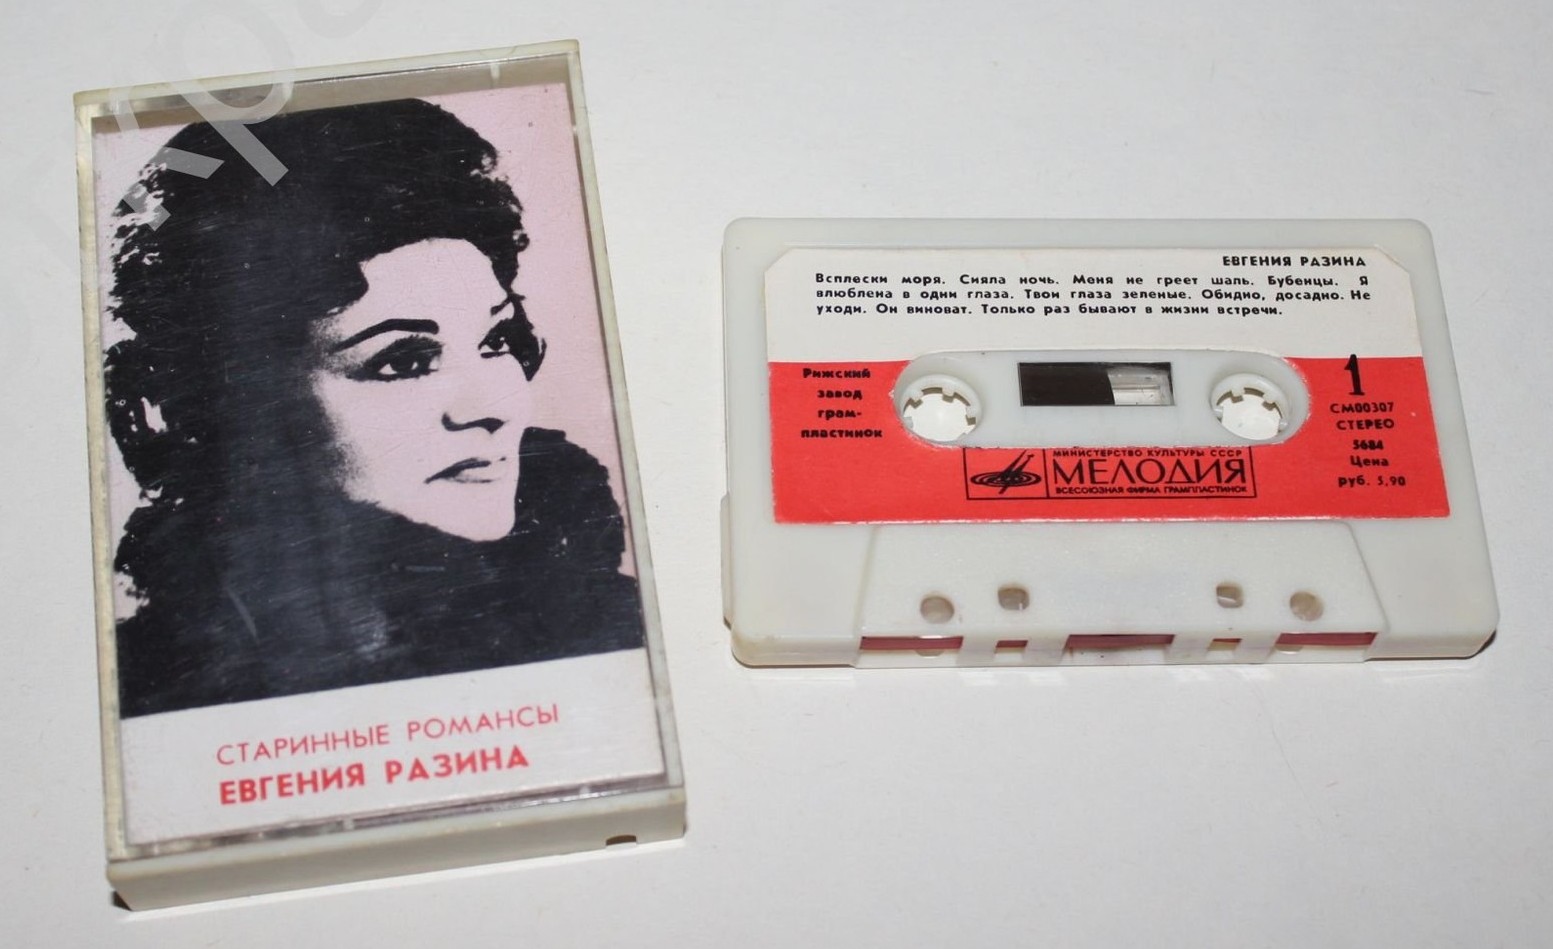 СТАРИННЫЕ РОМАНСЫ
ЕВГЕНИЯ РАЗИНА
ЕВГЕНИЯ РАЗИНА
Всплески моря. Сияла ночь. Меня не греет шаль. Бубенцы. Я
влюблена в одни глаза. Твои глаза зеленые. Обидно, досадно. Не
уходи. Он виноват. Только раз бывают в жизни встречи.
Рижский
завод
грам-
пластинок
1
СМ00307
СТЕРЕО
5684
Цена
руб. 5,90
МИНИСТЕРСТВО КУЛЬТУРЫ СССР
МЕЛОДИЯ
ВСЕСОЮЗНАЯ ФИРМА ГРАМПЛАСТИНОК